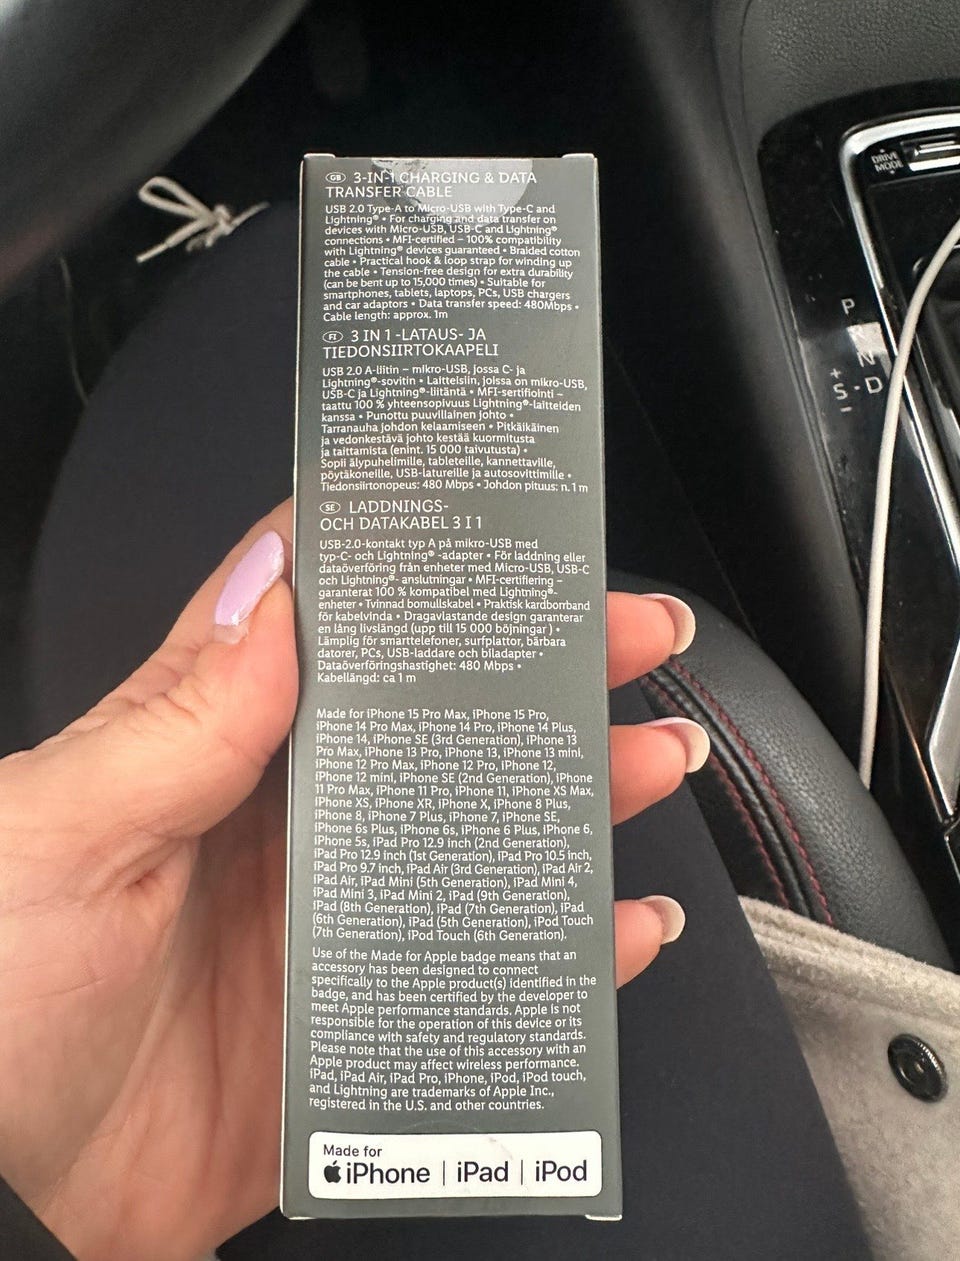 GB 3-IN-1 CHARGING & DATA
TRANSFER CABLE
USB 2.0 Type-A to Micro-USB with Type-C and
Lightning® • For charging and data transfer on
devices with Micro-USB, USB-C and Lightning®
connections • MFI-certified – 100% compatibility
with Lightning® devices guaranteed • Braided cotton
cable • Practical hook & loop strap for winding up
the cable • Tension-free design for extra durability
(can be bent up to 15,000 times) • Suitable for
smartphones, tablets, laptops, PCs, USB chargers
and car adaptors • Data transfer speed: 480Mbps •
Cable length: approx. 1m
FI 3 IN 1 -LATAUS- JA
TIEDONSIIRTOKAAPELI
USB 2.0 A-liitin – mikro-USB, jossa C- ja
Lightning®-sovitin • Laitteisiin, joissa on mikro-USB,
USB-C ja Lightning®-liitäntä • MFI-sertifiointi –
taattu 100 % yhteensopivuus Lightning®-laitteiden
kanssa • Punottu puuvillainen johto •
Tarranauha johdon kelaamiseen • Pitkäikäinen
ja vedonkestävä johto kestää kuormitusta
ja taittamista (enint. 15 000 taivutusta) •
Sopii älypuhelimille, tableteille, kannettaville,
pöytäkoneille, USB-latureille ja autosovittimille •
Tiedonsiirtonopeus: 480 Mbps • Johdon pituus: n. 1 m
SE LADDNINGS-
OCH DATAKABEL 3 I 1
USB-2.0-kontakt typ A på mikro-USB med
typ-C- och Lightning® -adapter • För laddning eller
dataöverföring från enheter med Micro-USB, USB-C
och Lightning®- anslutningar • MFI-certifiering –
garanterat 100 % kompatibel med Lightning®-
enheter • Tvinnad bomullskabel • Praktisk kardborrband
för kabelvinda • Dragavlastande design garanterar
en lång livslängd (upp till 15 000 böjningar ) •
Lämplig för smarttelefoner, surfplattor, bärbara
datorer, PCs, USB-laddare och biladapter •
Dataöverföringshastighet: 480 Mbps •
Kabellängd: ca 1 m
Made for iPhone 15 Pro Max, iPhone 15 Pro,
iPhone 14 Pro Max, iPhone 14 Pro, iPhone 14 Plus,
iPhone 14, iPhone SE (3rd Generation), iPhone 13
Pro Max, iPhone 13 Pro, iPhone 13, iPhone 13 mini,
iPhone 12 Pro Max, iPhone 12 Pro, iPhone 12,
iPhone 12 mini, iPhone SE (2nd Generation), iPhone
11 Pro Max, iPhone 11 Pro, iPhone 11, iPhone XS Max,
iPhone XS, iPhone XR, iPhone X, iPhone 8 Plus,
iPhone 8, iPhone 7 Plus, iPhone 7, iPhone SE,
iPhone 6s Plus, iPhone 6s, iPhone 6 Plus, iPhone 6,
iPhone 5s, iPad Pro 12.9 inch (2nd Generation),
iPad Pro 12.9 inch (1st Generation), iPad Pro 10.5 inch,
iPad Pro 9.7 inch, iPad Air (3rd Generation), iPad Air 2,
iPad Air, iPad Mini (5th Generation), iPad Mini 4,
iPad Mini 3, iPad Mini 2, iPad (9th Generation),
iPad (8th Generation), iPad (7th Generation), iPad
(6th Generation), iPad (5th Generation), iPod Touch
(7th Generation), iPod Touch (6th Generation).
Use of the Made for Apple badge means that an
accessory has been designed to connect
specifically to the Apple product(s) identified in the
badge, and has been certified by the developer to
meet Apple performance standards. Apple is not
responsible for the operation of this device or its
compliance with safety and regulatory standards.
Please note that the use of this accessory with an
Apple product may affect wireless performance.
iPad, iPad Air, iPad Pro, iPhone, iPod, iPod touch,
and Lightning are trademarks of Apple Inc.,
registered in the U.S. and other countries.
Made for
iPhone | iPad | iPod
DRIVE
MODE
P
R
N
+
S · D
–